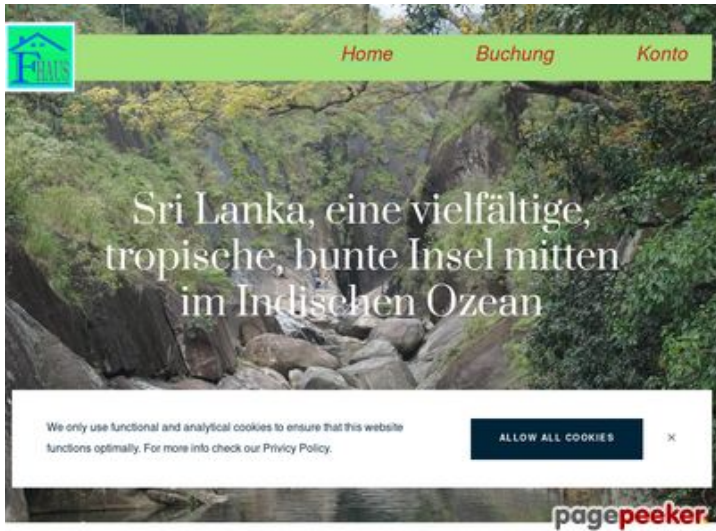 FHAUS
Home Buchung Konto
Sri Lanka, eine vielfältige,
tropische, bunte Insel mitten
im Indischen Ozean
We only use functional and analytical cookies to ensure that this website
functions optimally. For more info check our Privicy Policy.
ALLOW ALL COOKIES ×
pagepeeker.